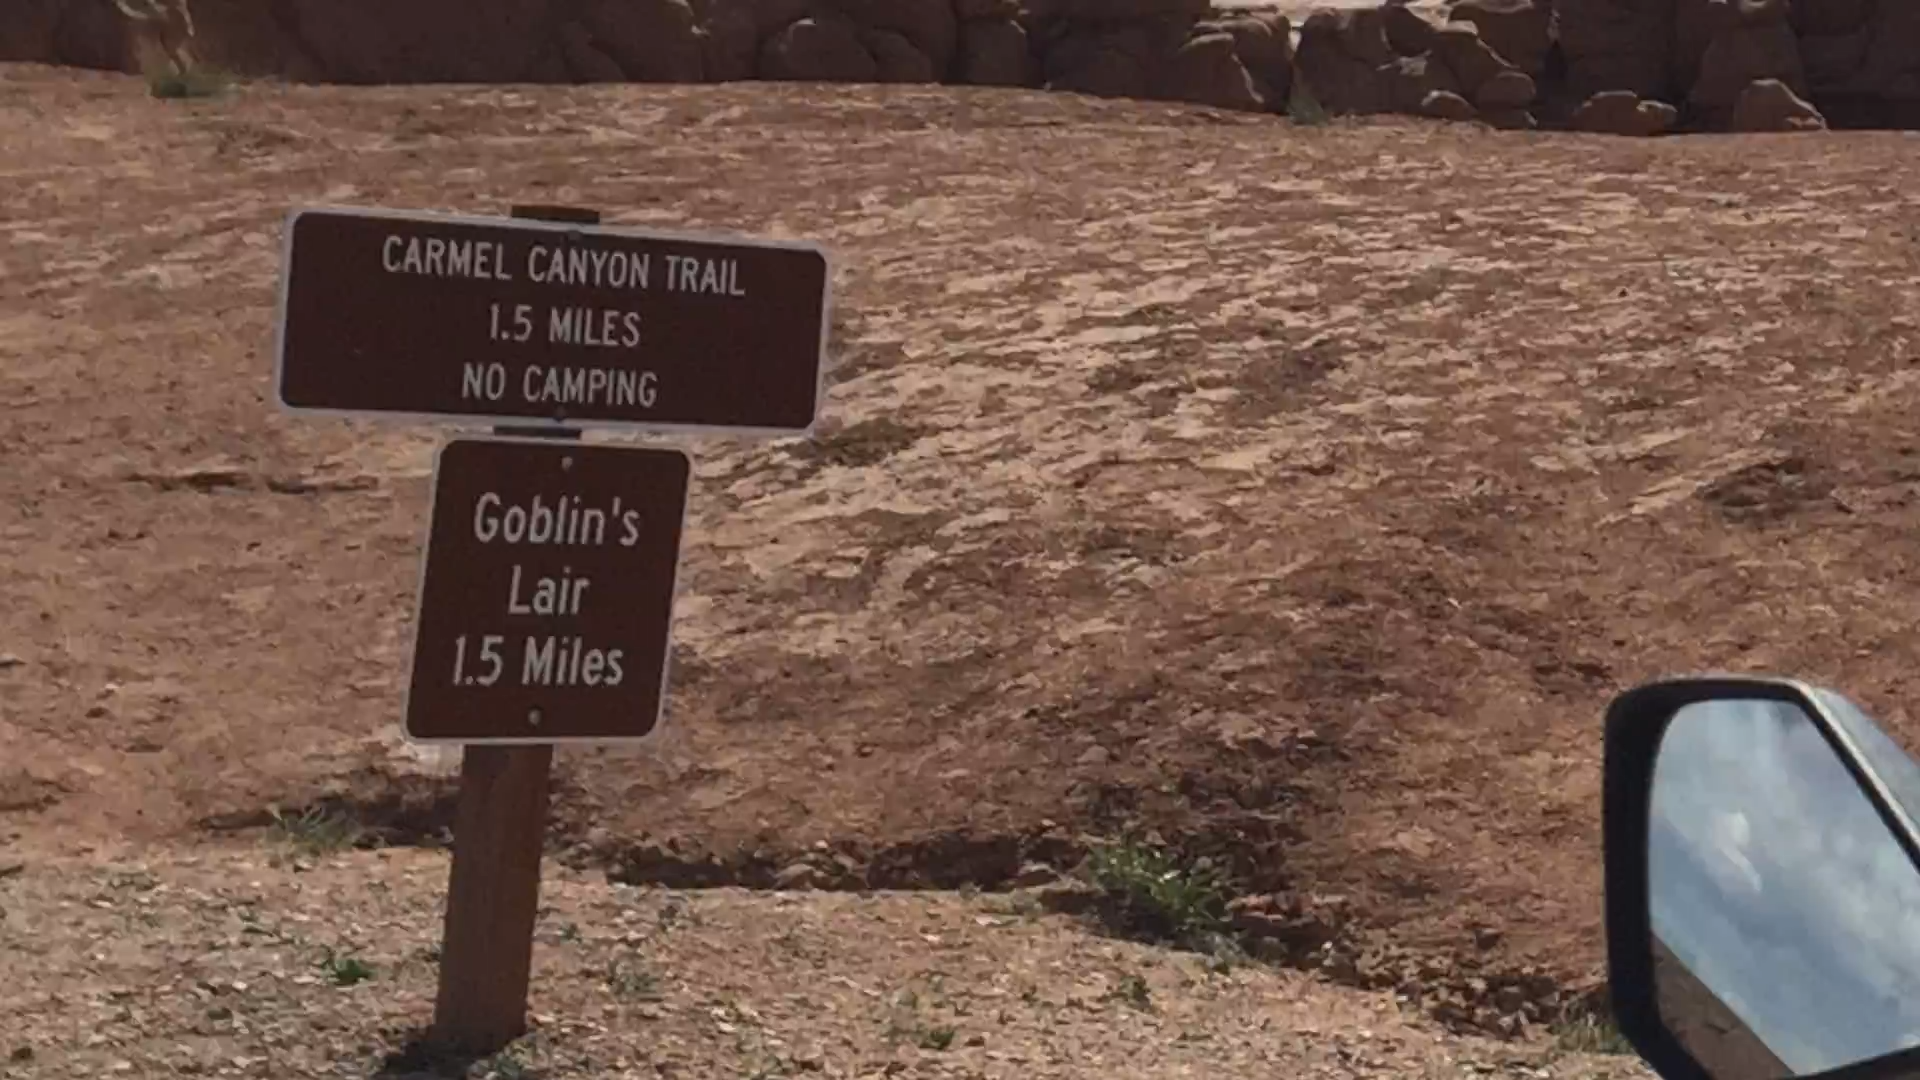 CARMEL CANYON TRAIL
1.5 MILES
NO CAMPING
Goblin's
Lair
1.5 Miles